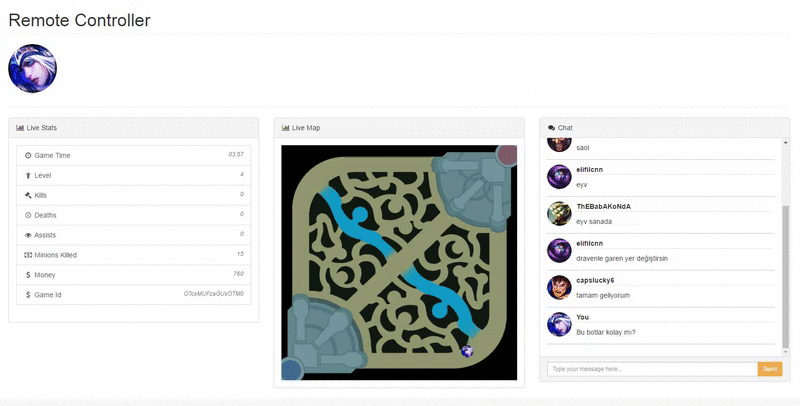 Remote Controller
Live Stats
Game Time 03:57
Level 4
Kills 0
Deaths 0
Assists 0
Minions Killed 15
Money 760
Game Id
Live Map
Chat
saol
elifilcnn
eyv
ThEBabAKoNdA
eyv sanada
elifilcnn
dravenle garen yer değiştirsin
capslucky6
tamam geliyorum
You
Bu botlar kolay mı?
Type your message here...
Send